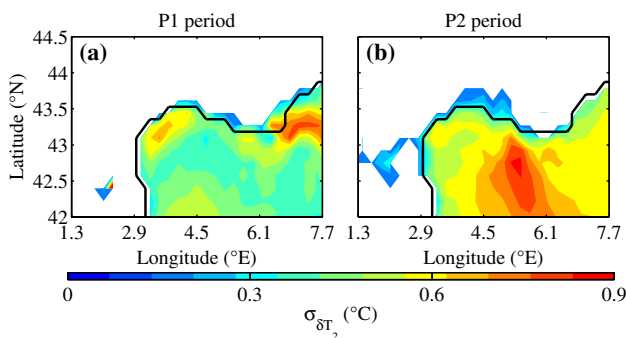 P1 period
P2 period
(a)
(b)
Latitude (°N)
44.5
44
43.5
43
42.5
42
1.3 2.9 4.5 6.1 7.7
1.3 2.9 4.5 6.1 7.7
Longitude (°E)
Longitude (°E)
0 0.3 0.6 0.9
σδT2 (°C)